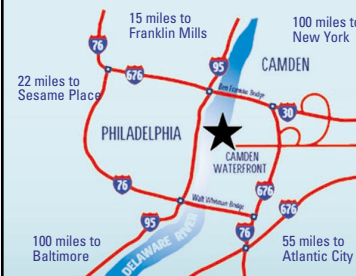 15 miles to
Franklin Mills
100 miles to
New York
76
676
95
CAMDEN
22 miles to
Sesame Place
Ben Franklin Bridge
30
PHILADELPHIA
CAMDEN
WATERFRONT
76
676
676
Walt Whitman Bridge
95
76
100 miles to
Baltimore
DELAWARE RIVER
55 miles to
Atlantic City